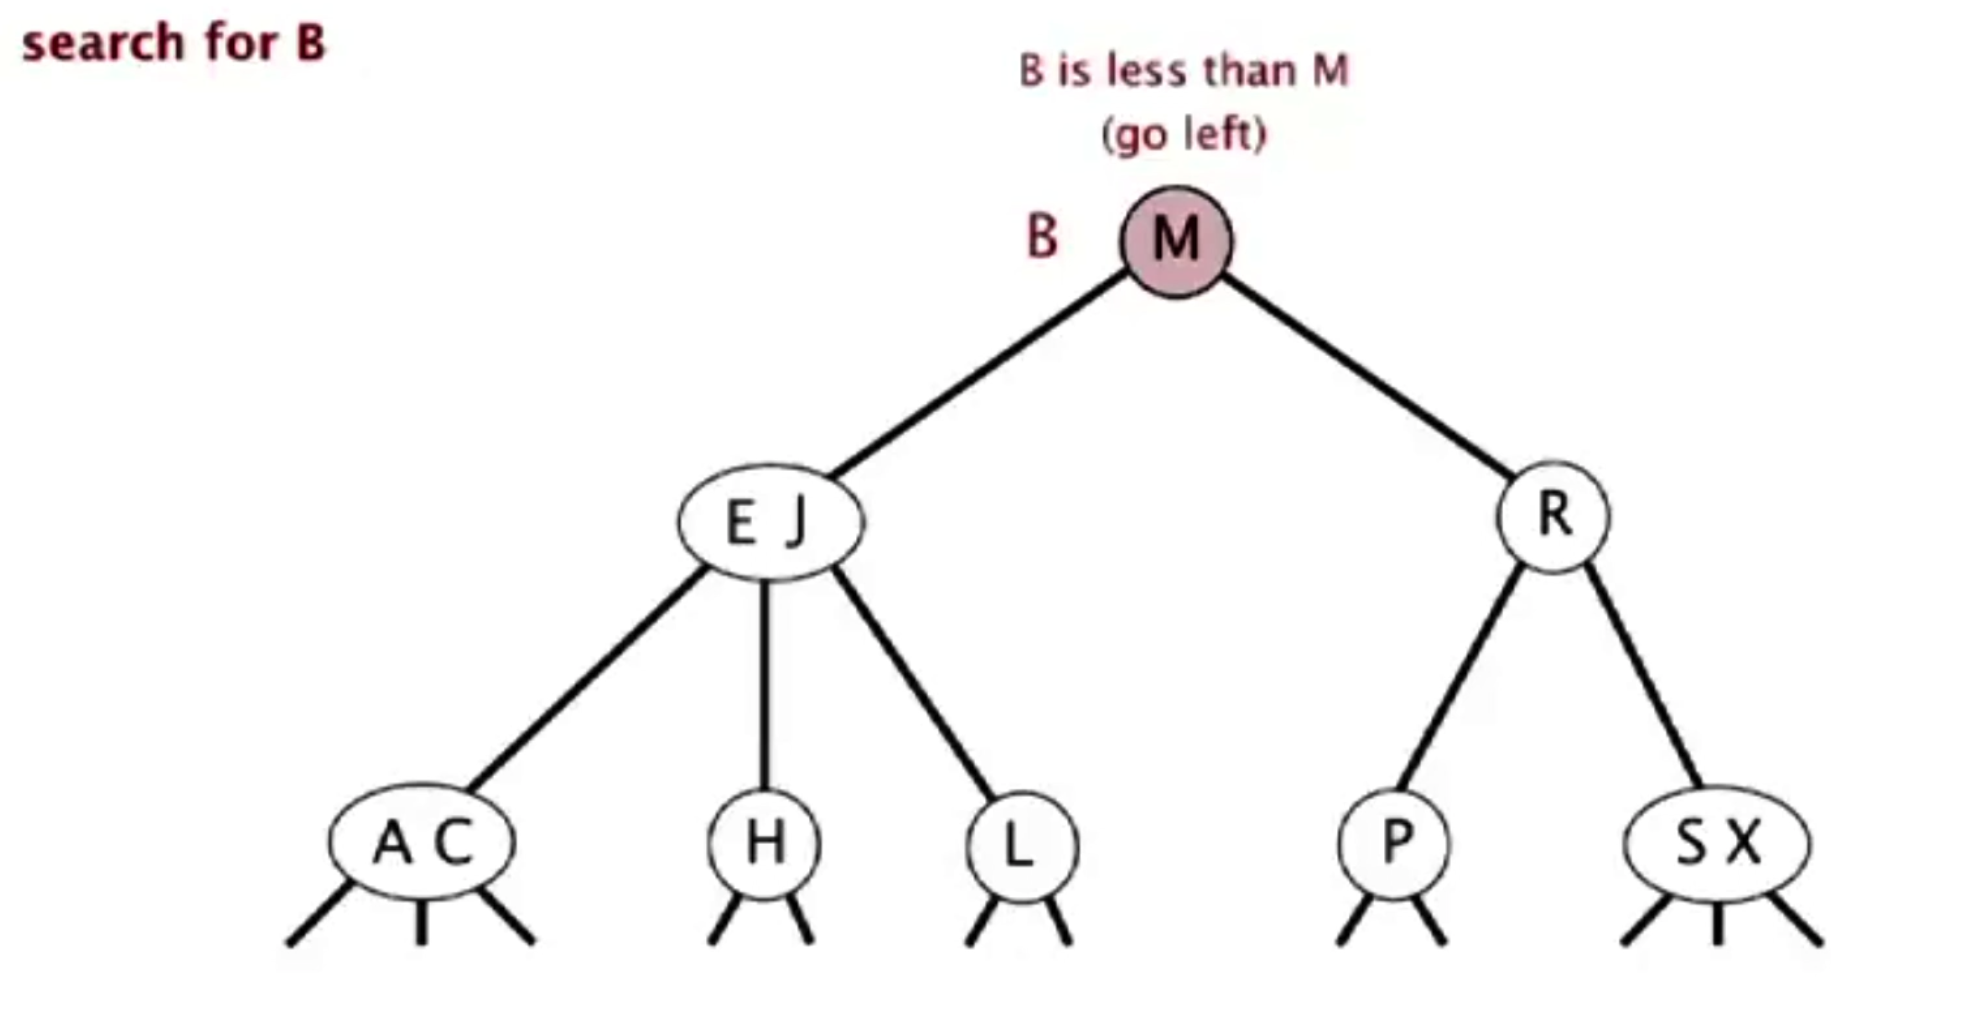 search for B
B is less than M
(go left)
B
M
E J
R
A C
H
L
P
S X